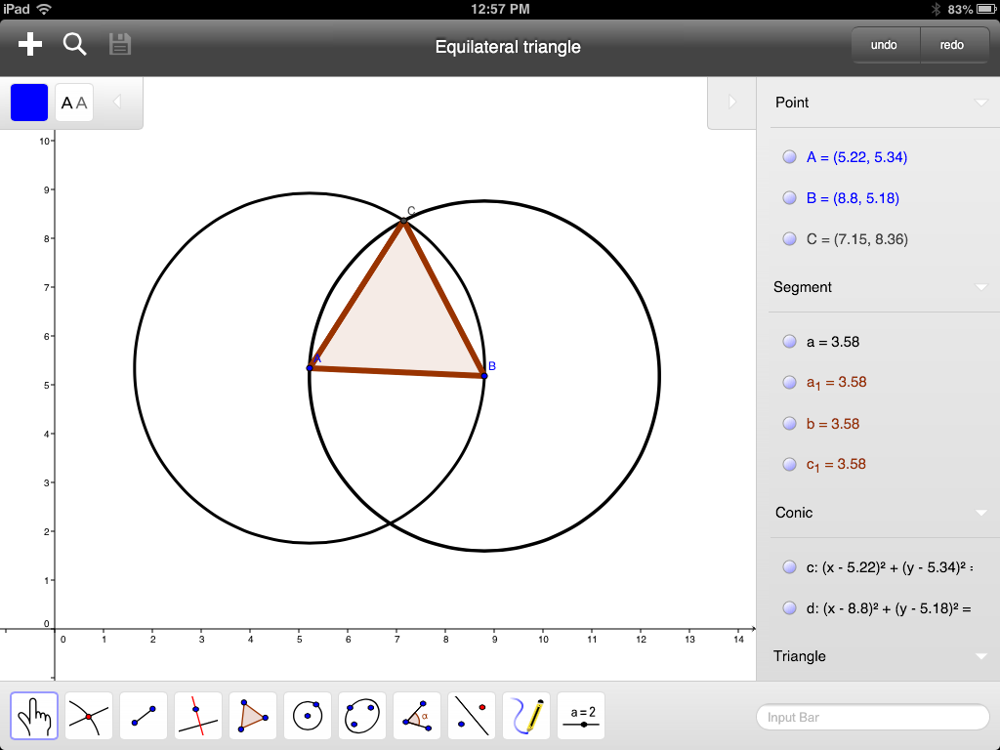 iPad 12:57 PM 83%
Equilateral triangle
undo redo
A A
10
9
8
7
6
5
4
3
2
1
0
0 1 2 3 4 5 6 7 8 9 10 11 12 13 14
C
A
B
Point
A = (5.22, 5.34)
B = (8.8, 5.18)
C = (7.15, 8.36)
Segment
a = 3.58
a₁ = 3.58
b = 3.58
c₁ = 3.58
Conic
c: (x - 5.22)² + (y - 5.34)² =
d: (x - 8.8)² + (y - 5.18)² =
Triangle
α
a = 2
Input Bar